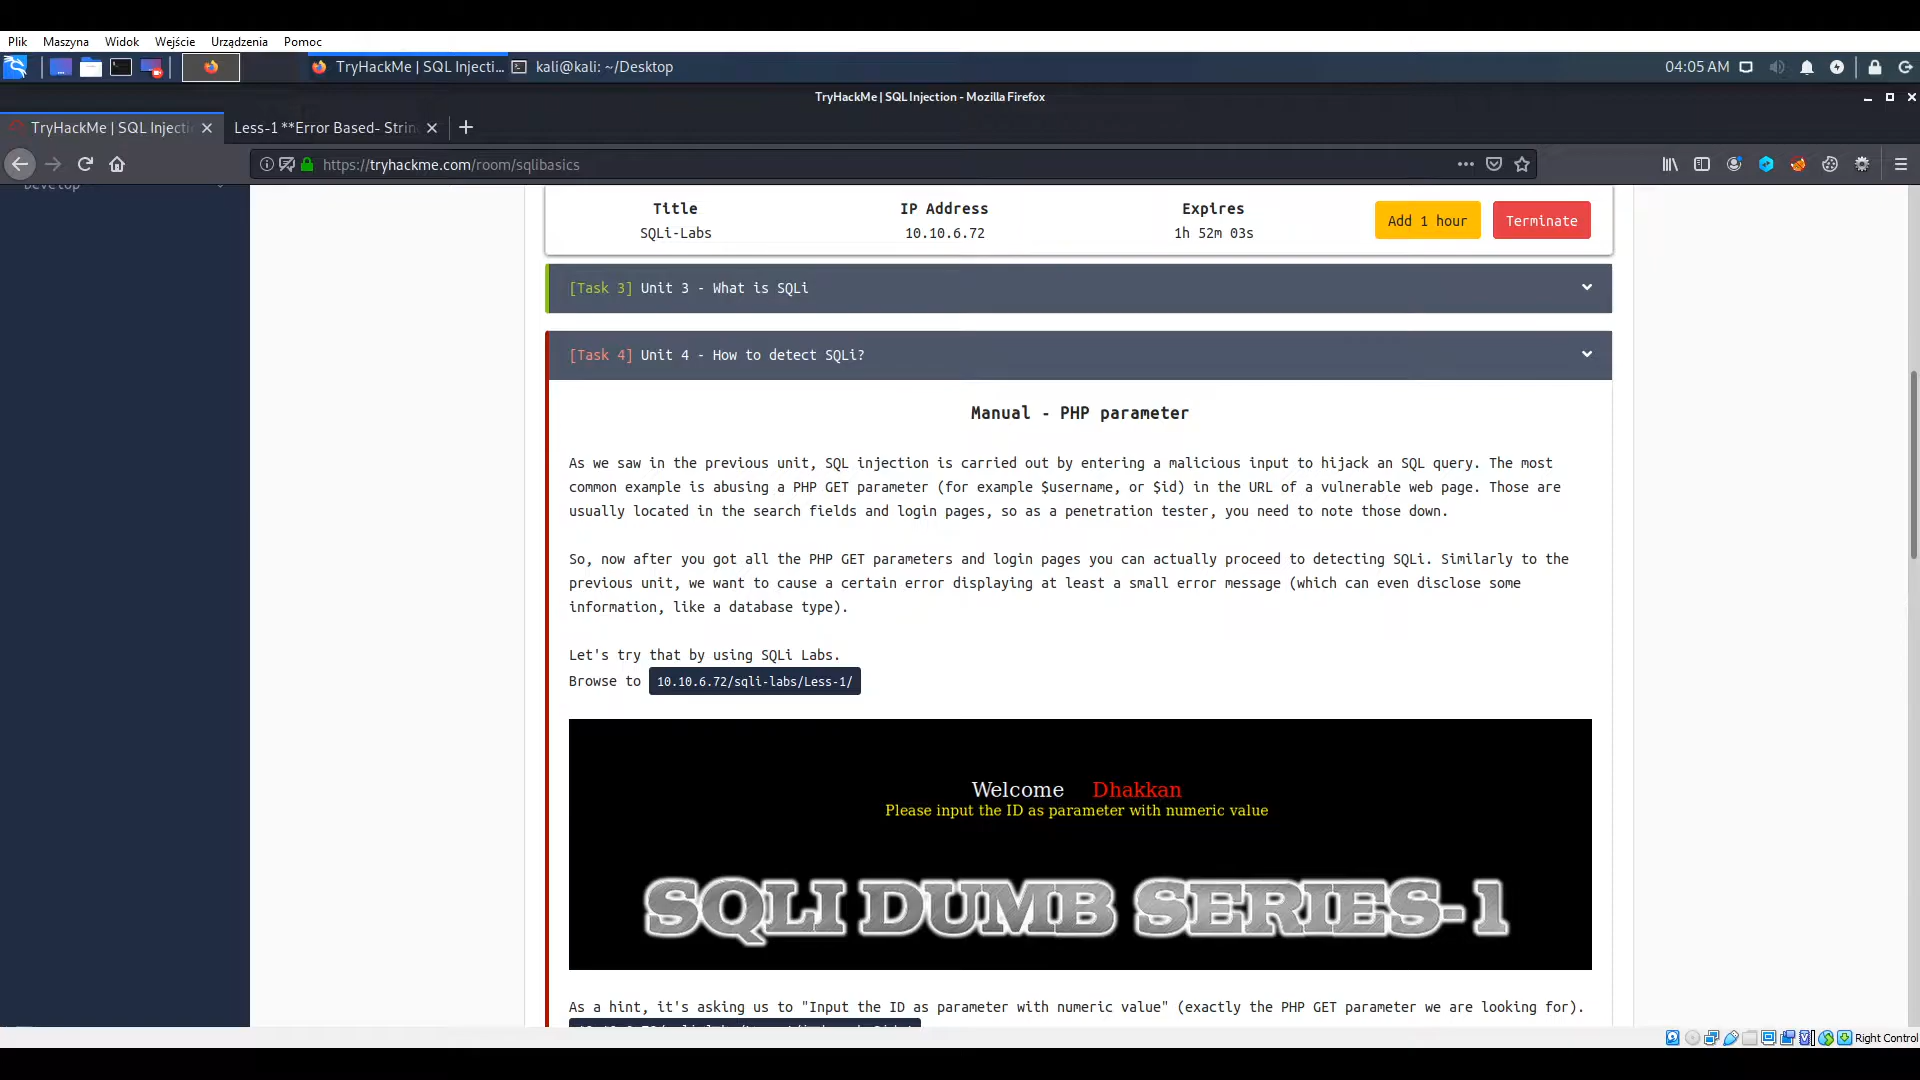 Plik Maszyna Widok Wejście Urządzenia Pomoc
TryHackMe | SQL Injecti... kali@kali: ~/Desktop 04:05 AM
TryHackMe | SQL Injection - Mozilla Firefox
TryHackMe | SQL Injecti Less-1 **Error Based- Strin
https://tryhackme.com/room/sqlibasics
Develop
Title IP Address Expires
SQLi-Labs 10.10.6.72 1h 52m 03s Add 1 hour Terminate
[Task 3] Unit 3 - What is SQLi
[Task 4] Unit 4 - How to detect SQLi?
Manual - PHP parameter
As we saw in the previous unit, SQL injection is carried out by entering a malicious input to hijack an SQL query. The most
common example is abusing a PHP GET parameter (for example $username, or $id) in the URL of a vulnerable web page. Those are
usually located in the search fields and login pages, so as a penetration tester, you need to note those down.
So, now after you got all the PHP GET parameters and login pages you can actually proceed to detecting SQLi. Similarly to the
previous unit, we want to cause a certain error displaying at least a small error message (which can even disclose some
information, like a database type).
Let's try that by using SQLi Labs.
Browse to 10.10.6.72/sqli-labs/Less-1/
Welcome Dhakkan
Please input the ID as parameter with numeric value
SQLI DUMB SERIES-1
As a hint, it's asking us to "Input the ID as parameter with numeric value" (exactly the PHP GET parameter we are looking for).
Right Control